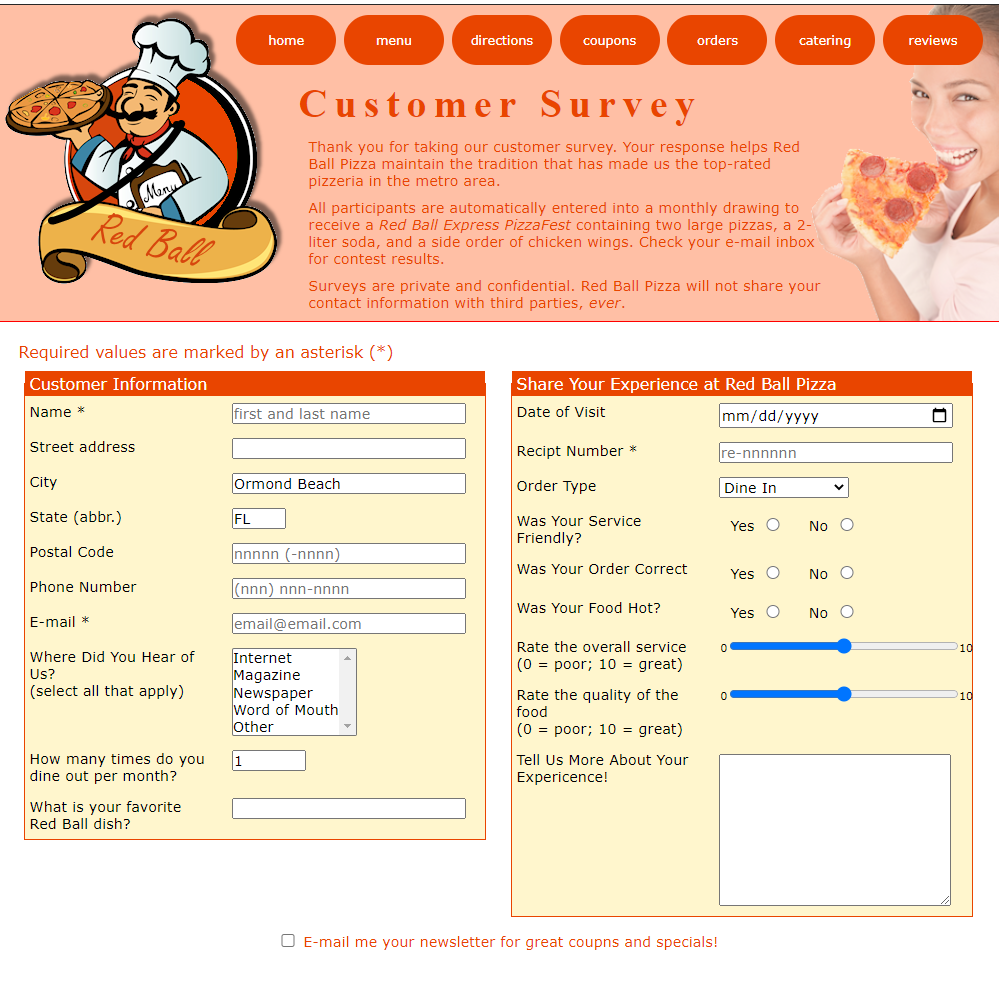 home menu directions coupons orders catering reviews
Customer Survey
Thank you for taking our customer survey. Your response helps Red
Ball Pizza maintain the tradition that has made us the top-rated
pizzeria in the metro area.
All participants are automatically entered into a monthly drawing to
receive a Red Ball Express PizzaFest containing two large pizzas, a 2-
liter soda, and a side order of chicken wings. Check your e-mail inbox
for contest results.
Surveys are private and confidential. Red Ball Pizza will not share your
contact information with third parties, ever.
Menu
Red Ball
Required values are marked by an asterisk (*)
Customer Information
Name * first and last name
Street address
City Ormond Beach
State (abbr.) FL
Postal Code nnnnn (-nnnn)
Phone Number (nnn) nnn-nnnn
E-mail * email@email.com
Where Did You Hear of
Us?
(select all that apply)
Internet
Magazine
Newspaper
Word of Mouth
Other
How many times do you
dine out per month?
1
What is your favorite
Red Ball dish?
Share Your Experience at Red Ball Pizza
Date of Visit mm/dd/yyyy
Recipt Number * re-nnnnnn
Order Type Dine In
Was Your Service
Friendly?
Yes No
Was Your Order Correct Yes No
Was Your Food Hot? Yes No
Rate the overall service
(0 = poor; 10 = great)
0 10
Rate the quality of the
food
(0 = poor; 10 = great)
0 10
Tell Us More About Your
Expericence!
E-mail me your newsletter for great coupns and specials!